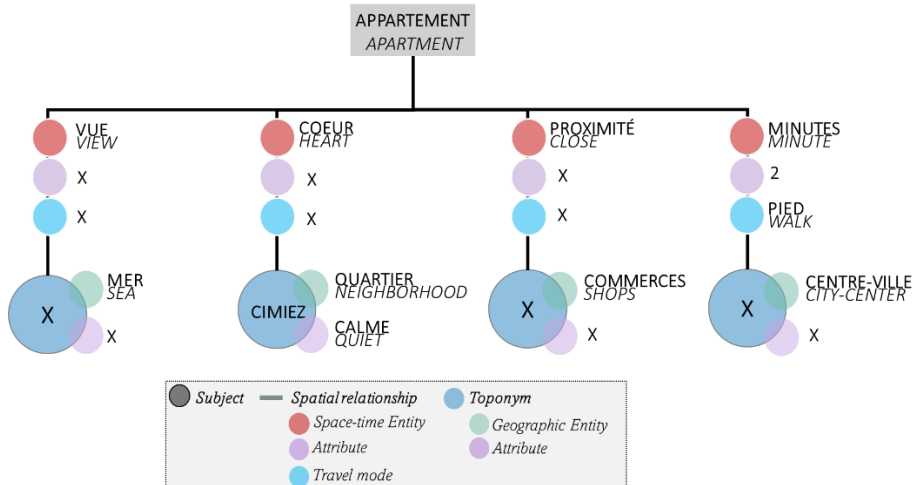 APPARTEMENT
APARTMENT
VUE
VIEW
X
X
MER
SEA
X
X
COEUR
HEART
X
X
QUARTIER
NEIGHBORHOOD
CIMIEZ
CALME
QUIET
PROXIMITÉ
CLOSE
X
X
COMMERCES
SHOPS
X
X
MINUTES
MINUTE
2
PIED
WALK
CENTRE-VILLE
CITY-CENTER
X
X
Subject
Spatial relationship
Toponym
Space-time Entity
Geographic Entity
Attribute
Attribute
Travel mode